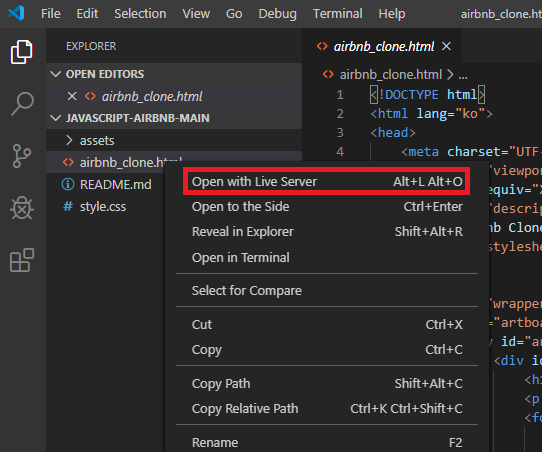 File Edit Selection View Go Debug Terminal Help airbnb_clone.html
EXPLORER
OPEN EDITORS
airbnb_clone.html
JAVASCRIPT-AIRBNB-MAIN
assets
airbnb_clone.html
README.md
style.css
airbnb_clone.html
airbnb_clone.html > ...
1 <!DOCTYPE html>
2 <html lang="ko">
3 <head>
4 <meta charset="UTF-
viewpor
equiv="X
descrip
nb Clone
stylesh
wrapper
="artboa
y id="ar
<div id
<h
<p
<fo
Open with Live Server Alt+L Alt+O
Open to the Side Ctrl+Enter
Reveal in Explorer Shift+Alt+R
Open in Terminal
Select for Compare
Cut Ctrl+X
Copy Ctrl+C
Copy Path Shift+Alt+C
Copy Relative Path Ctrl+K Ctrl+Shift+C
Rename F2